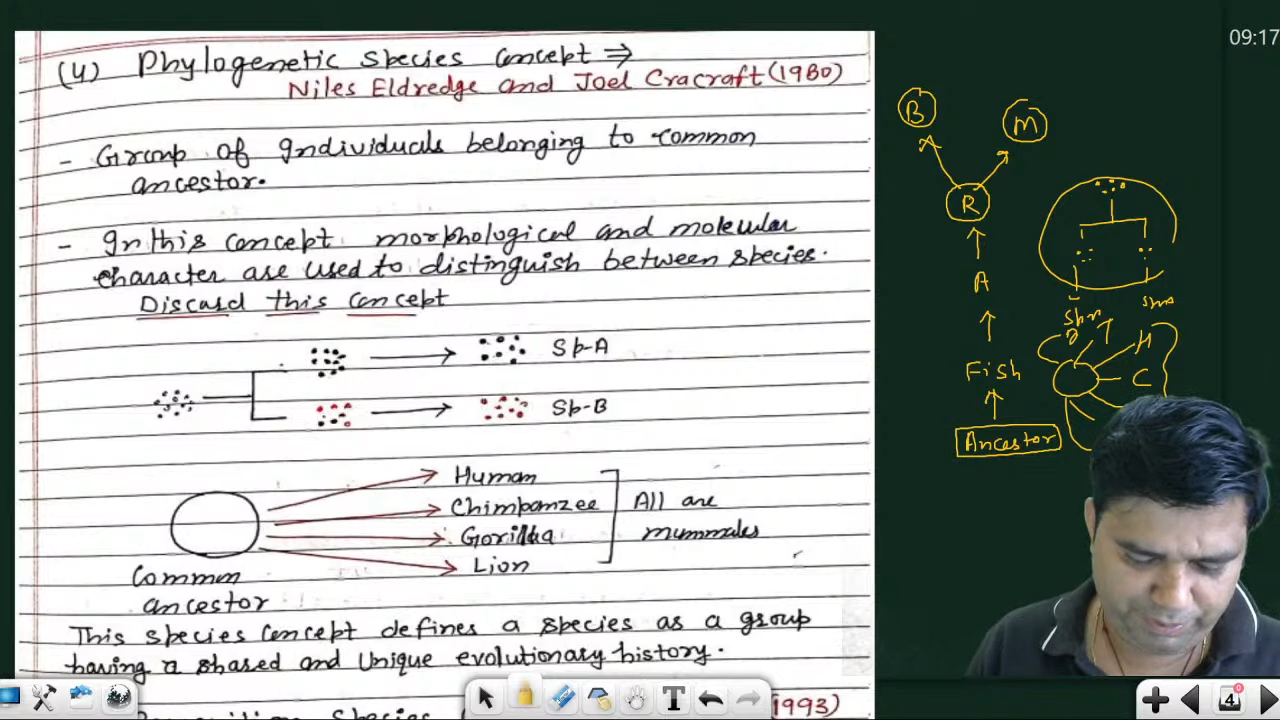 (4) Phylogenetic Species Concept ⇒
Niles Eldredge and Joel Cracraft (1980)
- Group of Individuals belonging to common
ancestor.
- In this concept morphological and molecular
character are used to distinguish between species.
Discard this concept
Sp-A
Sp-B
Human
Chimpanzee
Gorilla
Lion
All are
mummales
Common
ancestor
This species concept defines a species as a group
having a shared and unique evolutionary history.
Species
1993)
09:17
B
M
R
A
Fish
Ancestor
H
C
T
4